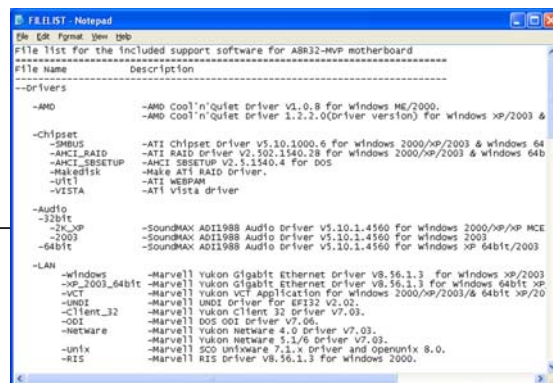 FILELIST - Notepad
File Edit Format View Help
File list for the included support software for A8R32-MVP motherboard
================================================================
File Name Description
----------------------------------------------------------------
--Drivers
-AMD -AMD Cool'n'Quiet Driver V1.0.8 for Windows ME/2000.
-AMD Cool'n'Quiet Driver 1.2.2.0(Driver version) for Windows XP/2003 &
-Chipset
-SMBUS -ATI Chipset Driver V5.10.1000.6 for Windows 2000/XP/2003 & Windows 64
-AHCI_RAID -ATI RAID Driver V2.502.1540.28 for Windows 2000/XP/2003 & Windows 64b
-AHCI_SBSETUP -AHCI SBSETUP V2.5.1540.4 for DOS
-Makedisk -Make ATi RAID Driver.
-Uitl -ATI WEBPAM
-VISTA -ATi Vista driver
-Audio
-32bit
-2K_XP -SoundMAX ADI1988 Audio Driver V5.10.1.4560 for Windows 2000/XP/XP MCE
-2003 -SoundMAX ADI1988 Audio Driver V5.10.1.4560 for Windows 2003
-64bit -SoundMAX ADI1988 Audio Driver V5.10.1.4560 for Windows XP 64bit/2003
-LAN
-Windows -Marvell Yukon Gigabit Ethernet Driver V8.56.1.3 for Windows XP/2003
-XP_2003_64bit -Marvell Yukon Gigabit Ethernet Driver V8.56.1.3 for Windows 64bit XP
-VCT -Marvell Yukon VCT Application for Windows 2000/XP/2003/& 64bit XP/20
-UNDI -Marvell UNDI Driver for EFI32 V2.02.
-Client_32 -Marvell Yukon Client 32 Driver V7.03.
-ODI -Marvell DOS ODI Driver V7.06.
-Netware -Marvell Yukon Netware 4.0 Driver V7.03.
-Marvell Yukon Netware 5.1/6 Driver V7.03.
-Unix -Marvell SCO UnixWare 7.1.x Driver and OpenUnix 8.0.
-RIS -Marvell RIS Driver V8.56.1.3 for Windows 2000.